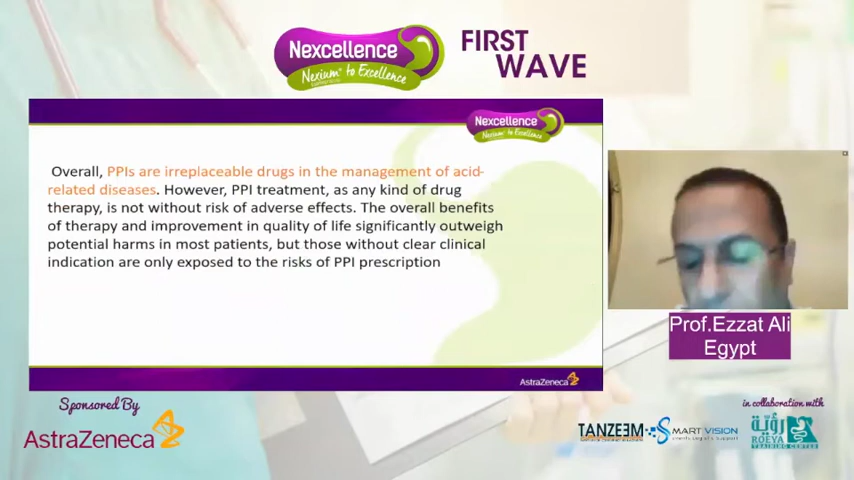 Nexcellence
Nexium® to Excellence
FIRST
WAVE
Nexcellence
Nexium® to Excellence
Overall, PPIs are irreplaceable drugs in the management of acid-
related diseases. However, PPI treatment, as any kind of drug
therapy, is not without risk of adverse effects. The overall benefits
of therapy and improvement in quality of life significantly outweigh
potential harms in most patients, but those without clear clinical
indication are only exposed to the risks of PPI prescription
AstraZeneca
Prof.Ezzat Ali
Egypt
Sponsored By
AstraZeneca
TANZEEM
SMART VISION
in collaboration with
رؤية
ROEYA
TRAINING CENTER